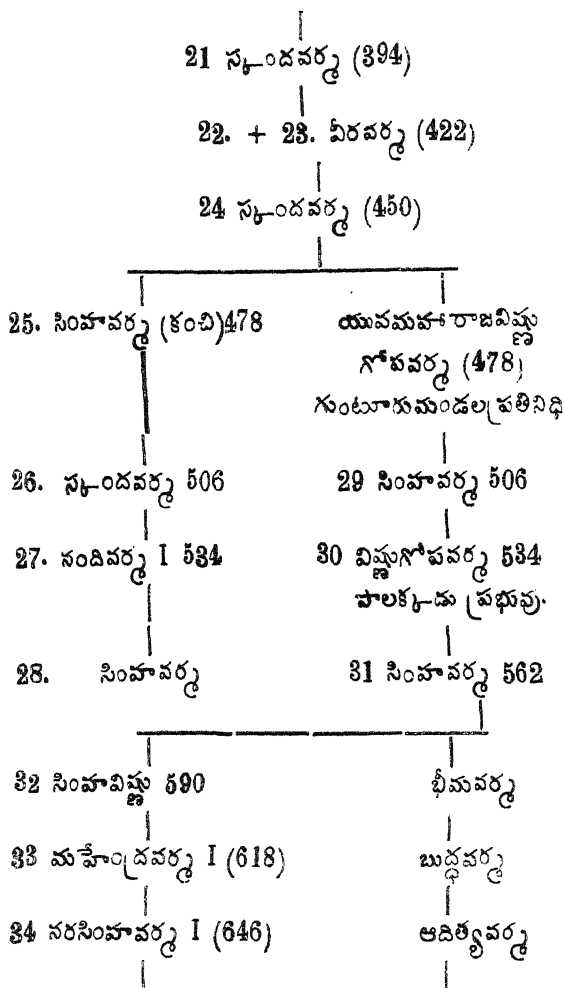 21 స్కందవర్మ (394)
22. + 23. వీరవర్మ (422)
24 స్కందవర్మ (450)
25. సింహవర్మ (కంచి)478 యువమహారాజవిష్ణు
గోపవర్మ (478)
గుంటూరుమండలప్రతినిధి
26. స్కందవర్మ 506 29 సింహవర్మ 506
27. నందివర్మ I 534 30 విష్ణుగోపవర్మ 534
పాలక్కడు ప్రభువు.
28. సింహవర్మ 31 సింహవర్మ 562
32 సింహవిష్ణు 590 భీమవర్మ
33 మహేంద్రవర్మ I (618) బుద్ధవర్మ
34 నరసింహవర్మ I (646) ఆదిత్యవర్మ